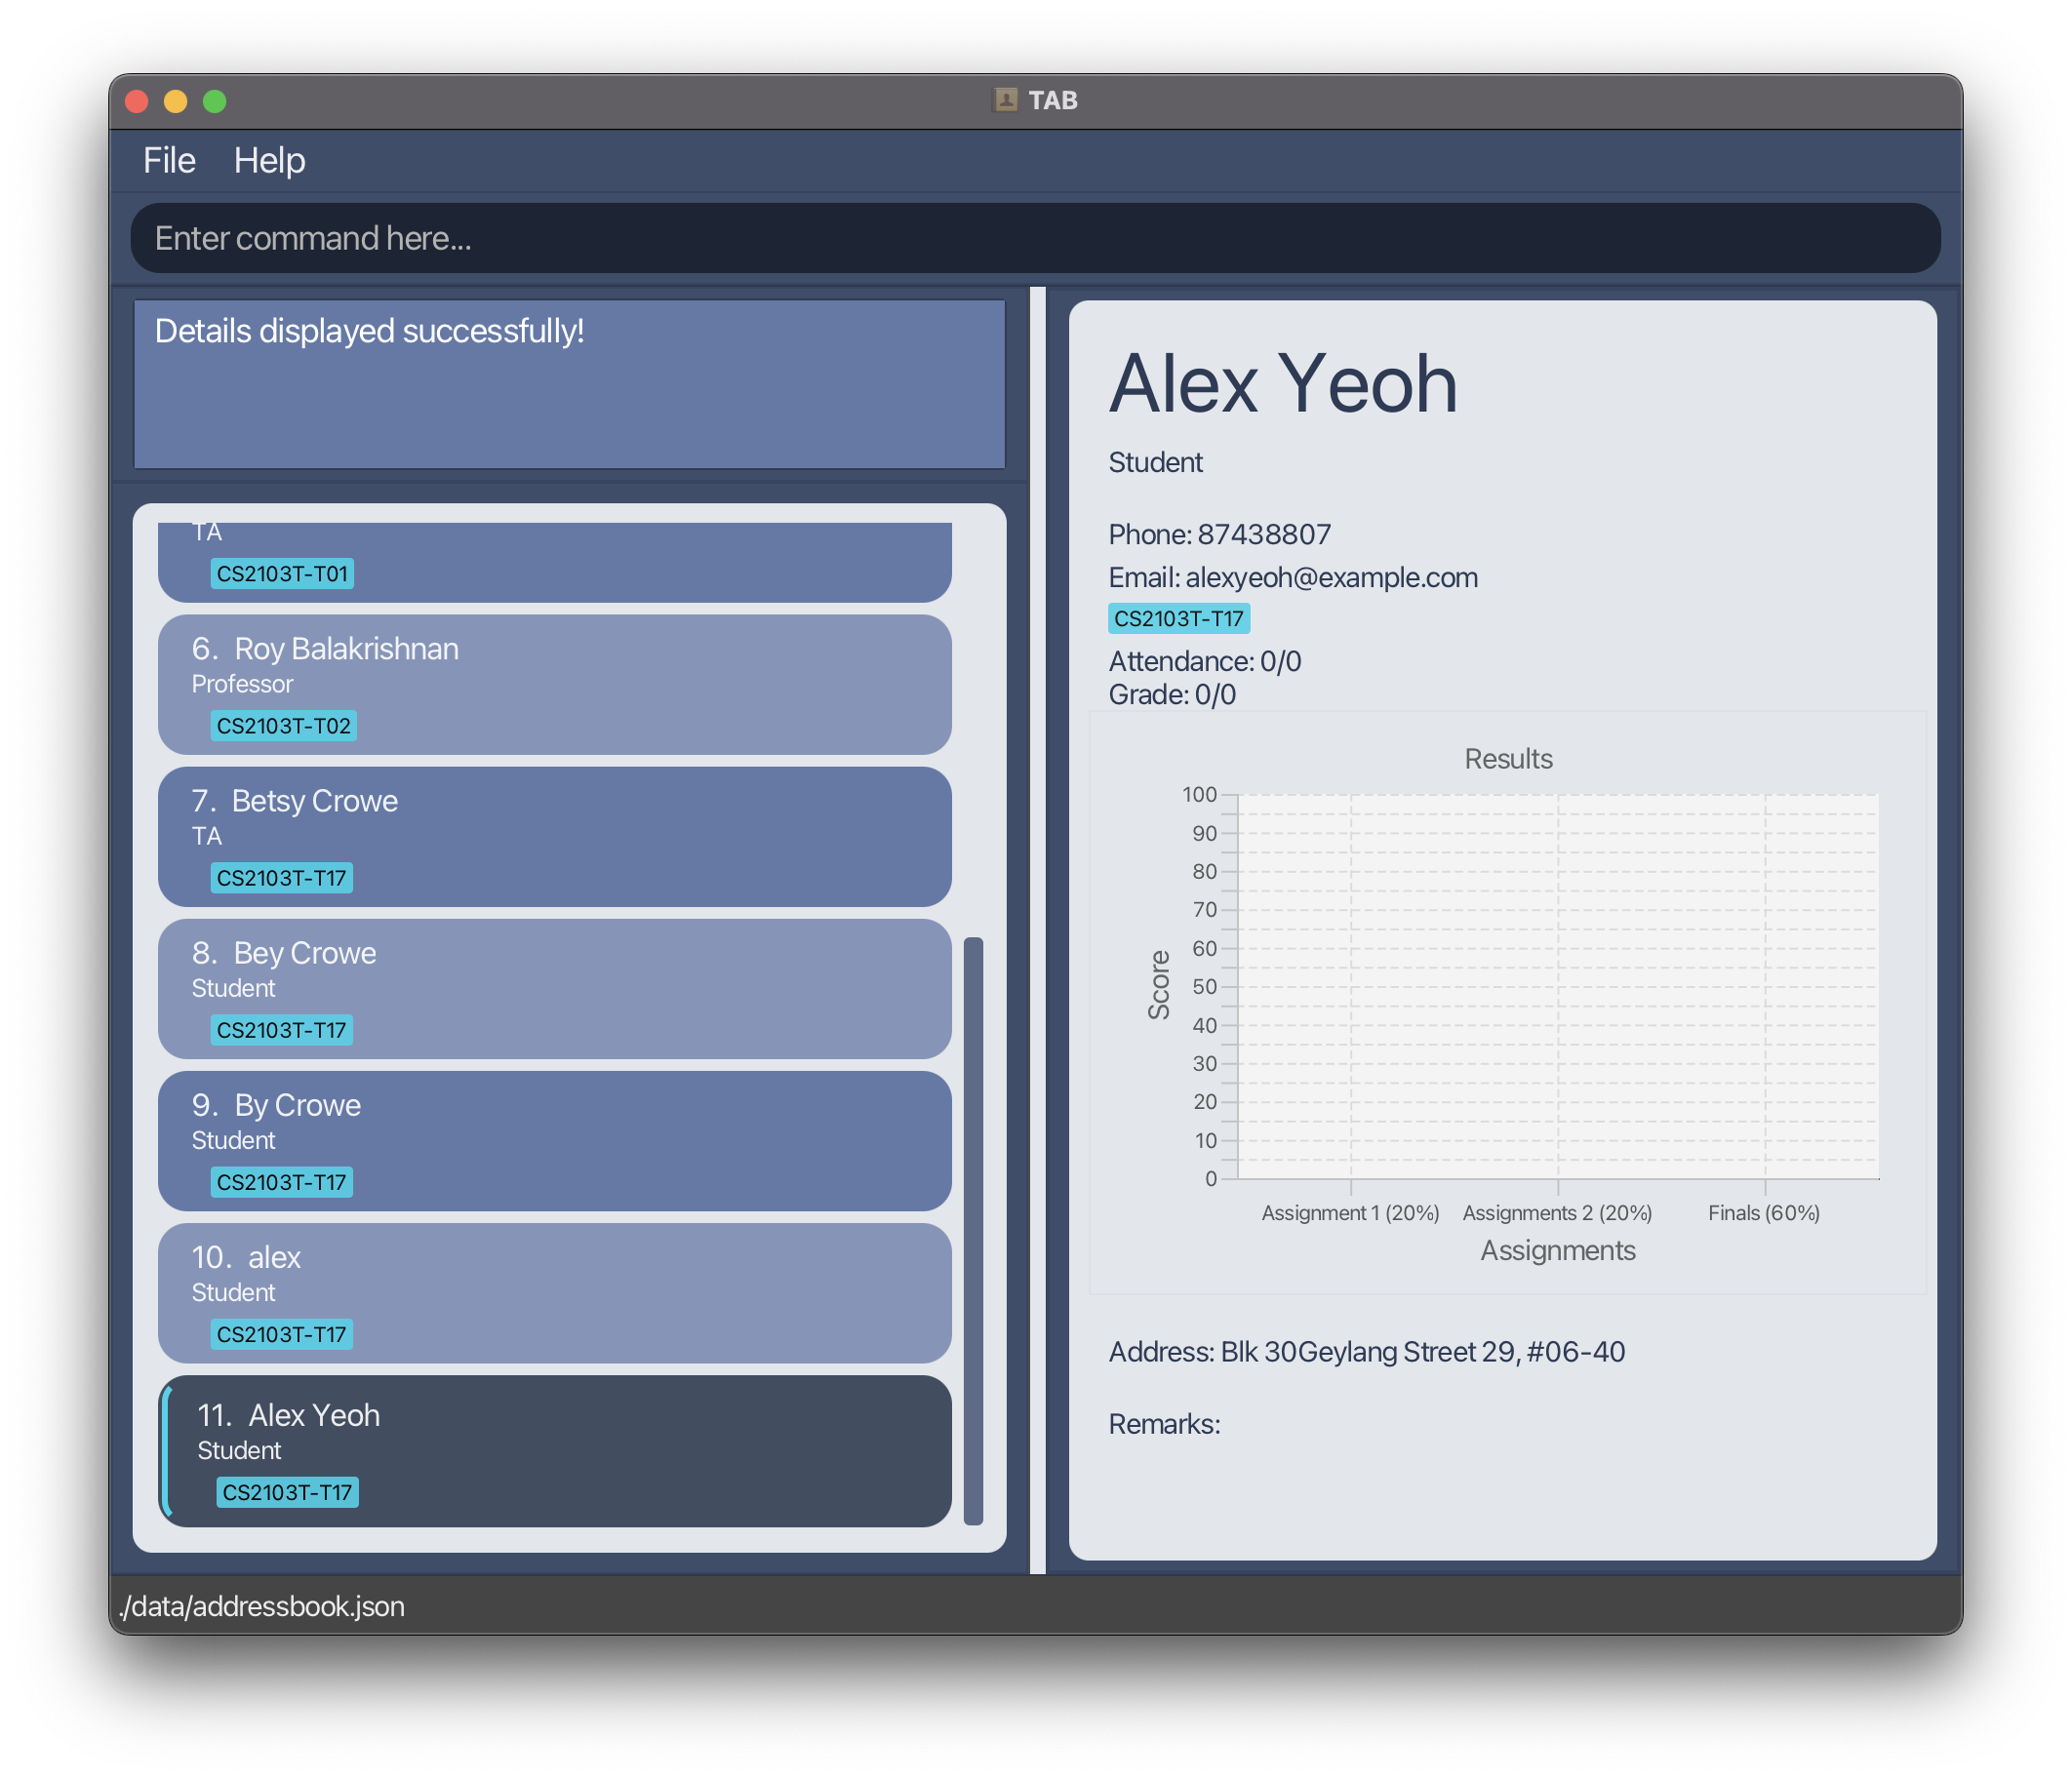 TAB
File Help
Enter command here...
Details displayed successfully!
TA
CS2103T-T01
6. Roy Balakrishnan
Professor
CS2103T-T02
7. Betsy Crowe
TA
CS2103T-T17
8. Bey Crowe
Student
CS2103T-T17
9. By Crowe
Student
CS2103T-T17
10. alex
Student
CS2103T-T17
11. Alex Yeoh
Student
CS2103T-T17
Alex Yeoh
Student
Phone: 87438807
Email: alexyeoh@example.com
CS2103T-T17
Attendance: 0/0
Grade: 0/0
Results
100
90
80
70
60
50
40
30
20
10
0
Score
Assignment 1 (20%) Assignments 2 (20%) Finals (60%)
Assignments
Address: Blk 30Geylang Street 29, #06-40
Remarks:
./data/addressbook.json